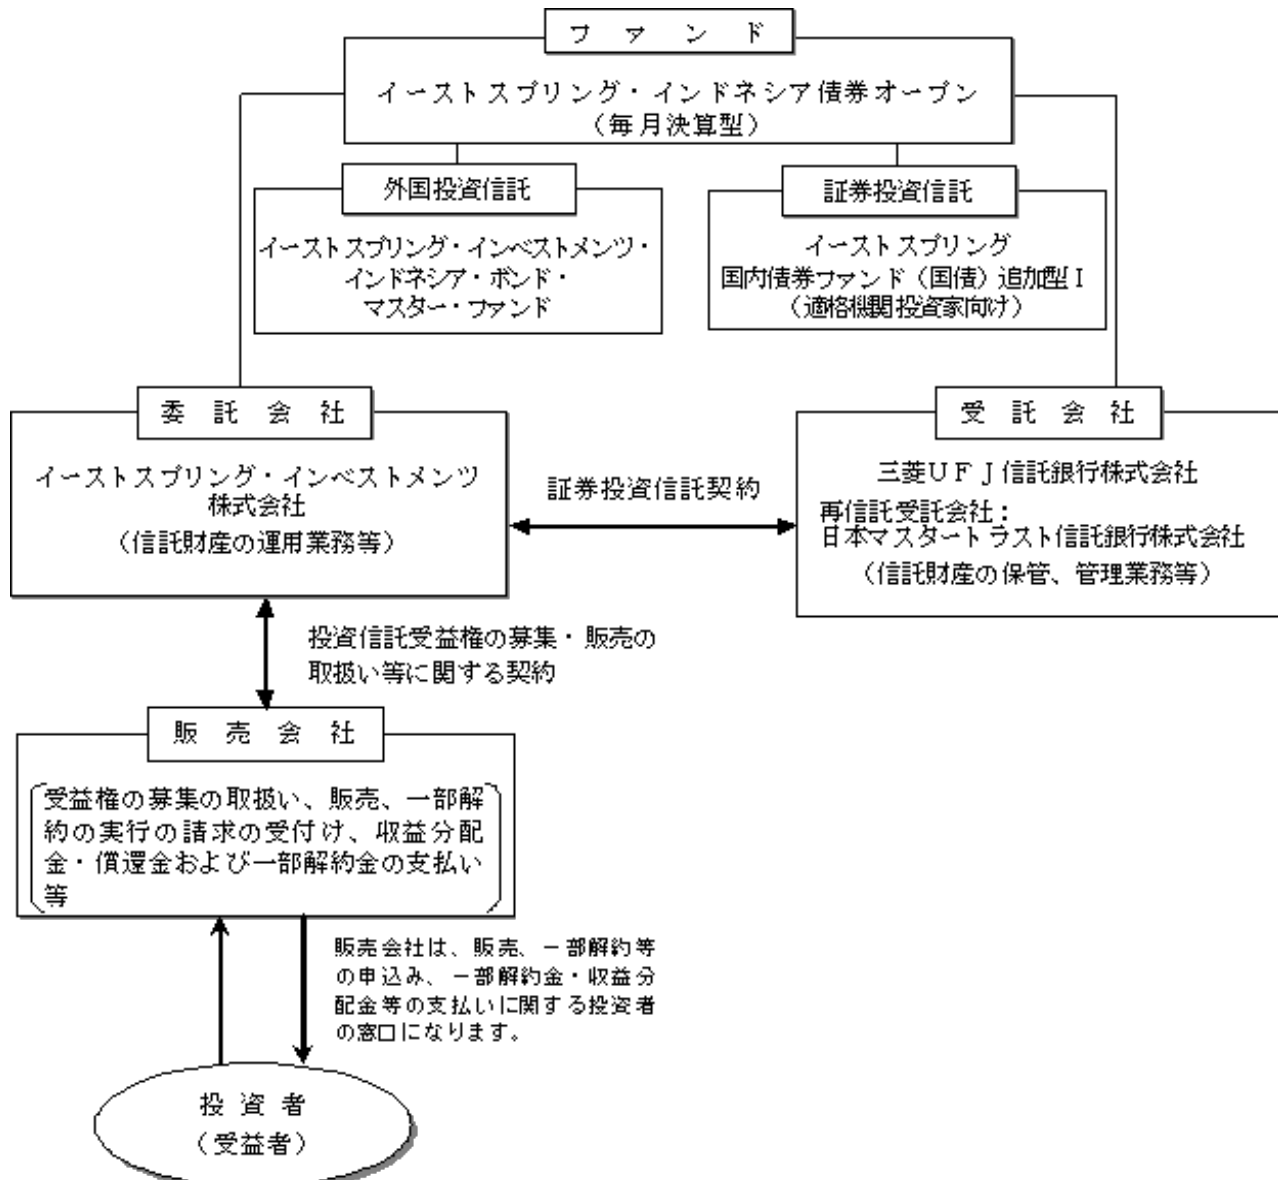 ファンド
イーストスプリング・インドネシア債券オープン
（毎月決算型）
外国投資信託
イーストスプリング・インベストメンツ・
インドネシア・ボンド・
マスター・ファンド
証券投資信託
イーストスプリング
国内債券ファンド（国債）追加型Ⅰ
（適格機関投資家向け）
委託会社
イーストスプリング・インベストメンツ
株式会社
（信託財産の運用業務等）
証券投資信託契約
受託会社
三菱ＵＦＪ信託銀行株式会社
再信託受託会社：
日本マスタートラスト信託銀行株式会社
（信託財産の保管、管理業務等）
投資信託受益権の募集・販売の
取扱い等に関する契約
販売会社
受益権の募集の取扱い、販売、一部解
約の実行の請求の受付け、収益分配
金・償還金および一部解約金の支払い
等
販売会社は、販売、一部解約等
の申込み、一部解約金・収益分
配金等の支払いに関する投資者
の窓口になります。
投資者
（受益者）